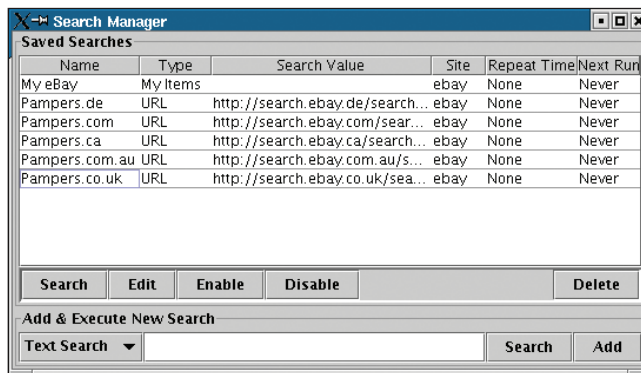 Search Manager
Saved Searches
Name Type Search Value Site Repeat Time Next Run
My eBay My Items ebay None Never
Pampers.de URL http://search.ebay.de/search... ebay None Never
Pampers.com URL http://search.ebay.com/sear... ebay None Never
Pampers.ca URL http://search.ebay.ca/search... ebay None Never
Pampers.com.au URL http://search.ebay.com.au/s... ebay None Never
Pampers.co.uk URL http://search.ebay.co.uk/sea... ebay None Never
Search Edit Enable Disable Delete
Add & Execute New Search
Text Search Search Add